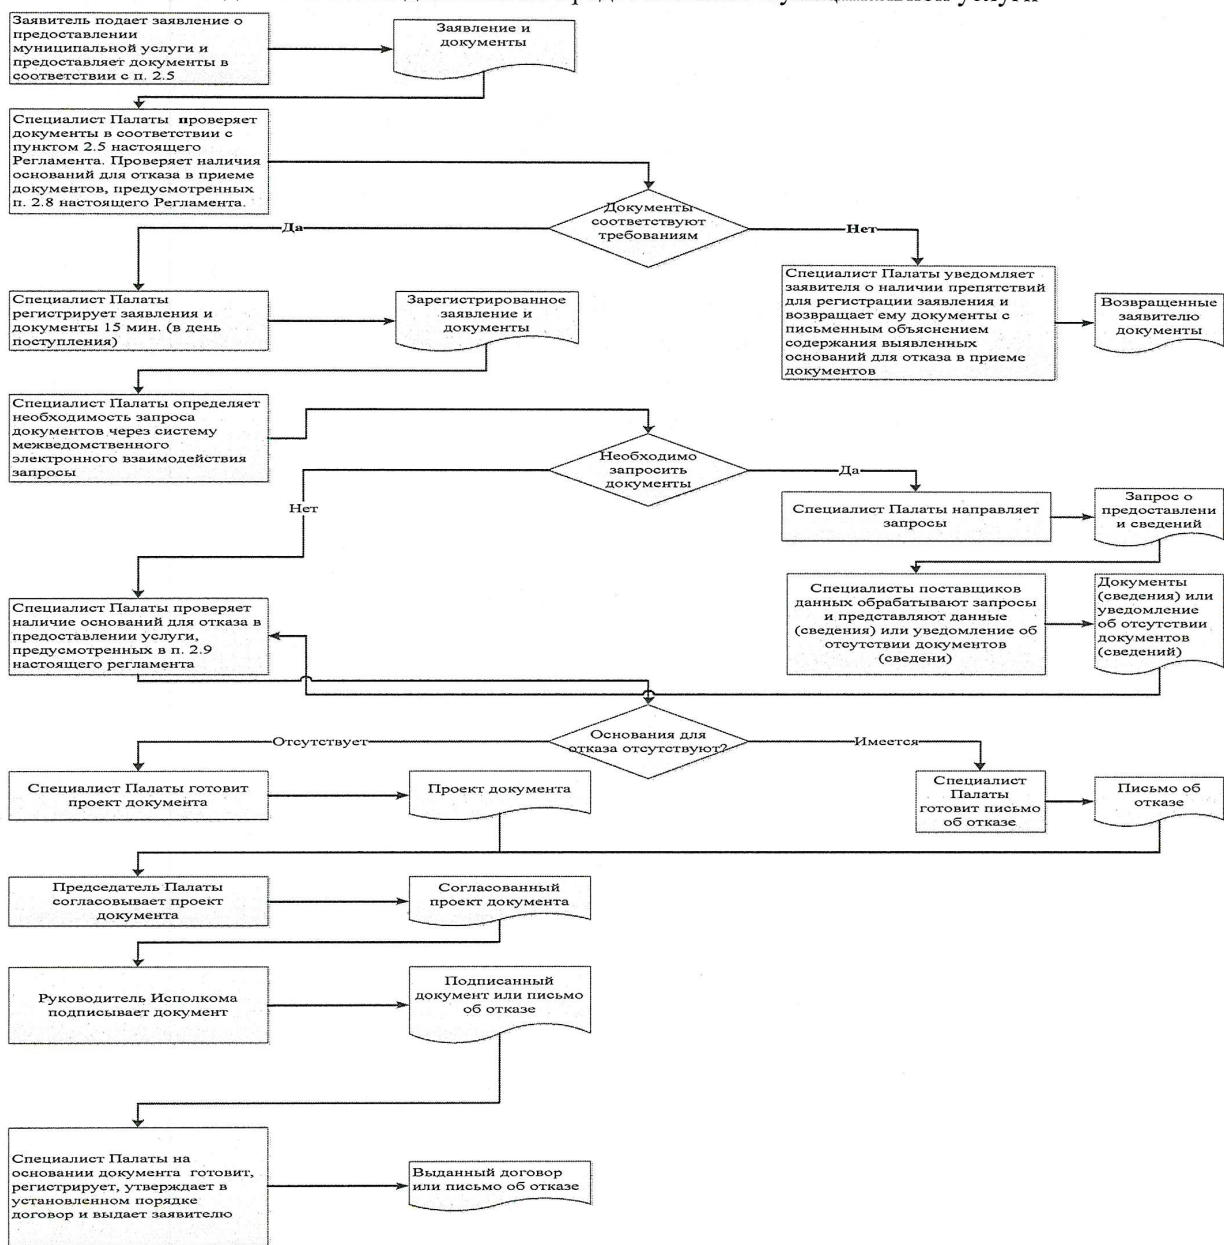 предоставления муниципальной услуги
Заявитель подает заявление о
предоставлении
муниципальной услуги и
предоставляет документы в
соответствии с п. 2.5
Заявление и
документы
Специалист Палаты проверяет
документы в соответствии с
пунктом 2.5 настоящего
Регламента. Проверяет наличия
оснований для отказа в приеме
документов, предусмотренных
п. 2.8 настоящего Регламента.
Документы
соответствуют
требованиям
Да
Нет
Специалист Палаты
регистрирует заявления и
документы 15 мин. (в день
поступления)
Зарегистрированное
заявление и
документы
Специалист Палаты уведомляет
заявителя о наличии препятствий
для регистрации заявления и
возвращает ему документы с
письменным объяснением
содержания выявленных
оснований для отказа в приеме
документов
Возвращенные
заявителю
документы
Специалист Палаты определяет
необходимость запроса
документов через систему
межведомственного
электронного взаимодействия
запросы
Необходимо
запросить
документы
Да
Нет
Специалист Палаты направляет
запросы
Запрос о
предоставлени
и сведений
Специалисты поставщиков
данных обрабатывают запросы
и представляют данные
(сведения) или уведомление об
отсутствии документов
(сведени)
Документы
(сведения) или
уведомление
об отсутствии
документов
(сведений)
Специалист Палаты проверяет
наличие оснований для отказа в
предоставлении услуги,
предусмотренных в п. 2.9
настоящего регламента
Основания для
отказа отсутствуют?
Отсутствует
Имеется
Специалист Палаты готовит
проект документа
Проект документа
Специалист
Палаты
готовит письмо
об отказе
Письмо об
отказе
Председатель Палаты
согласовывает проект
документа
Согласованный
проект документа
Руководитель Исполкома
подписывает документ
Подписанный
документ или письмо
об отказе
Специалист Палаты на
основании документа готовит,
регистрирует, утверждает в
установленном порядке
договор и выдает заявителю
Выданный договор
или письмо об отказе